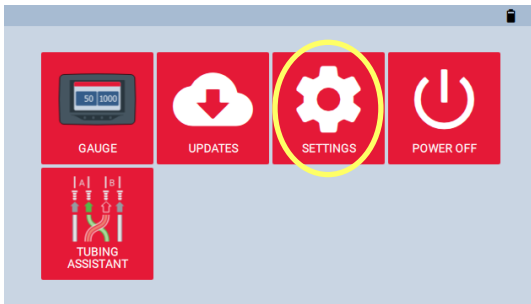 50 1000
GAUGE
UPDATES
SETTINGS
POWER OFF
A B
TUBING
ASSISTANT